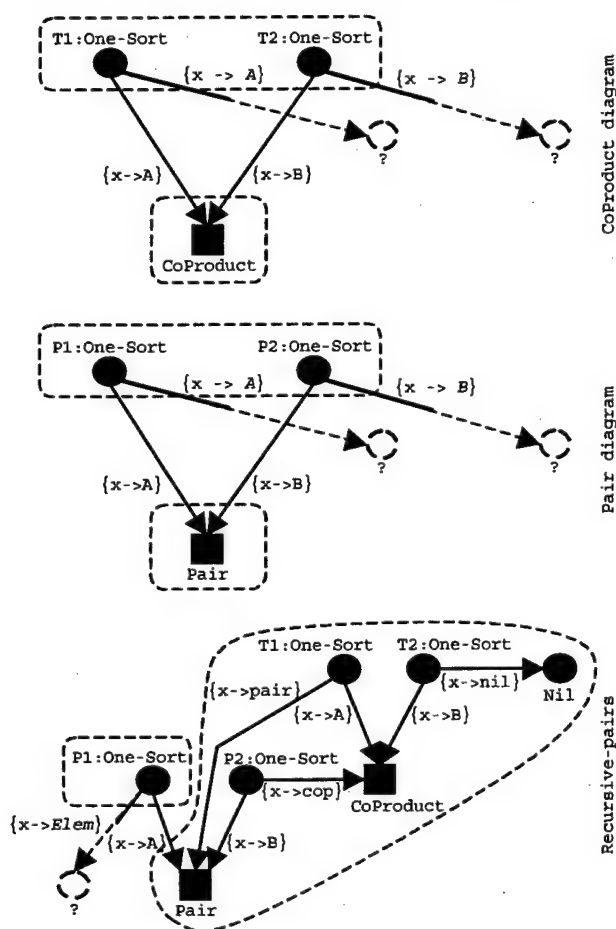 T1:One-Sort T2:One-Sort
{x -> A} {x -> B}
?
?
{x->A} {x->B}
CoProduct
CoProduct diagram
P1:One-Sort P2:One-Sort
{x -> A} {x -> B}
?
?
{x->A} {x->B}
Pair
Pair diagram
T1:One-Sort T2:One-Sort
{x->pair} {x->nil}
Nil
{x->A} {x->B}
P1:One-Sort P2:One-Sort
{x->cop}
CoProduct
{x->Elem} {x->A} {x->B}
?
Pair
Recursive-pairs